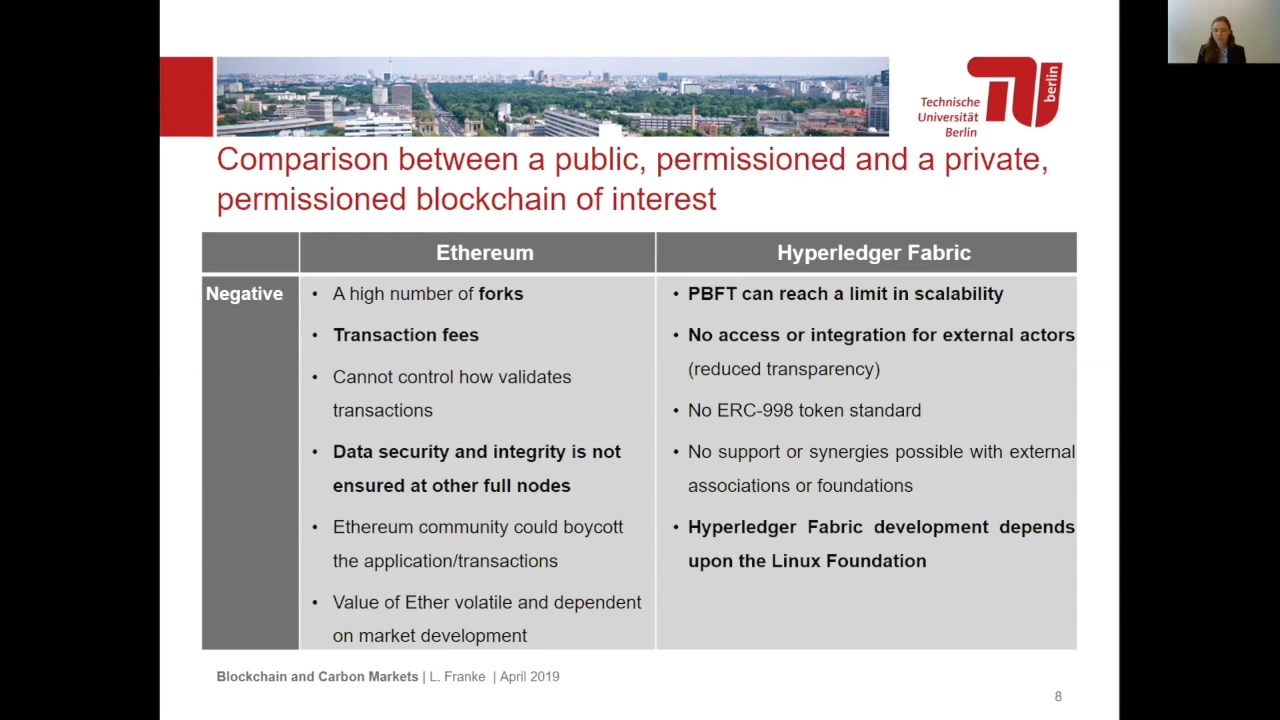 Technische
Universität
Berlin
berlin
Comparison between a public, permissioned and a private,
permissioned blockchain of interest
Ethereum
Hyperledger Fabric
Negative
• A high number of forks
• Transaction fees
• Cannot control how validates
transactions
• Data security and integrity is not
ensured at other full nodes
• Ethereum community could boycott
the application/transactions
• Value of Ether volatile and dependent
on market development
• PBFT can reach a limit in scalability
• No access or integration for external actors
(reduced transparency)
• No ERC-998 token standard
• No support or synergies possible with external
associations or foundations
• Hyperledger Fabric development depends
upon the Linux Foundation
Blockchain and Carbon Markets | L. Franke | April 2019
8